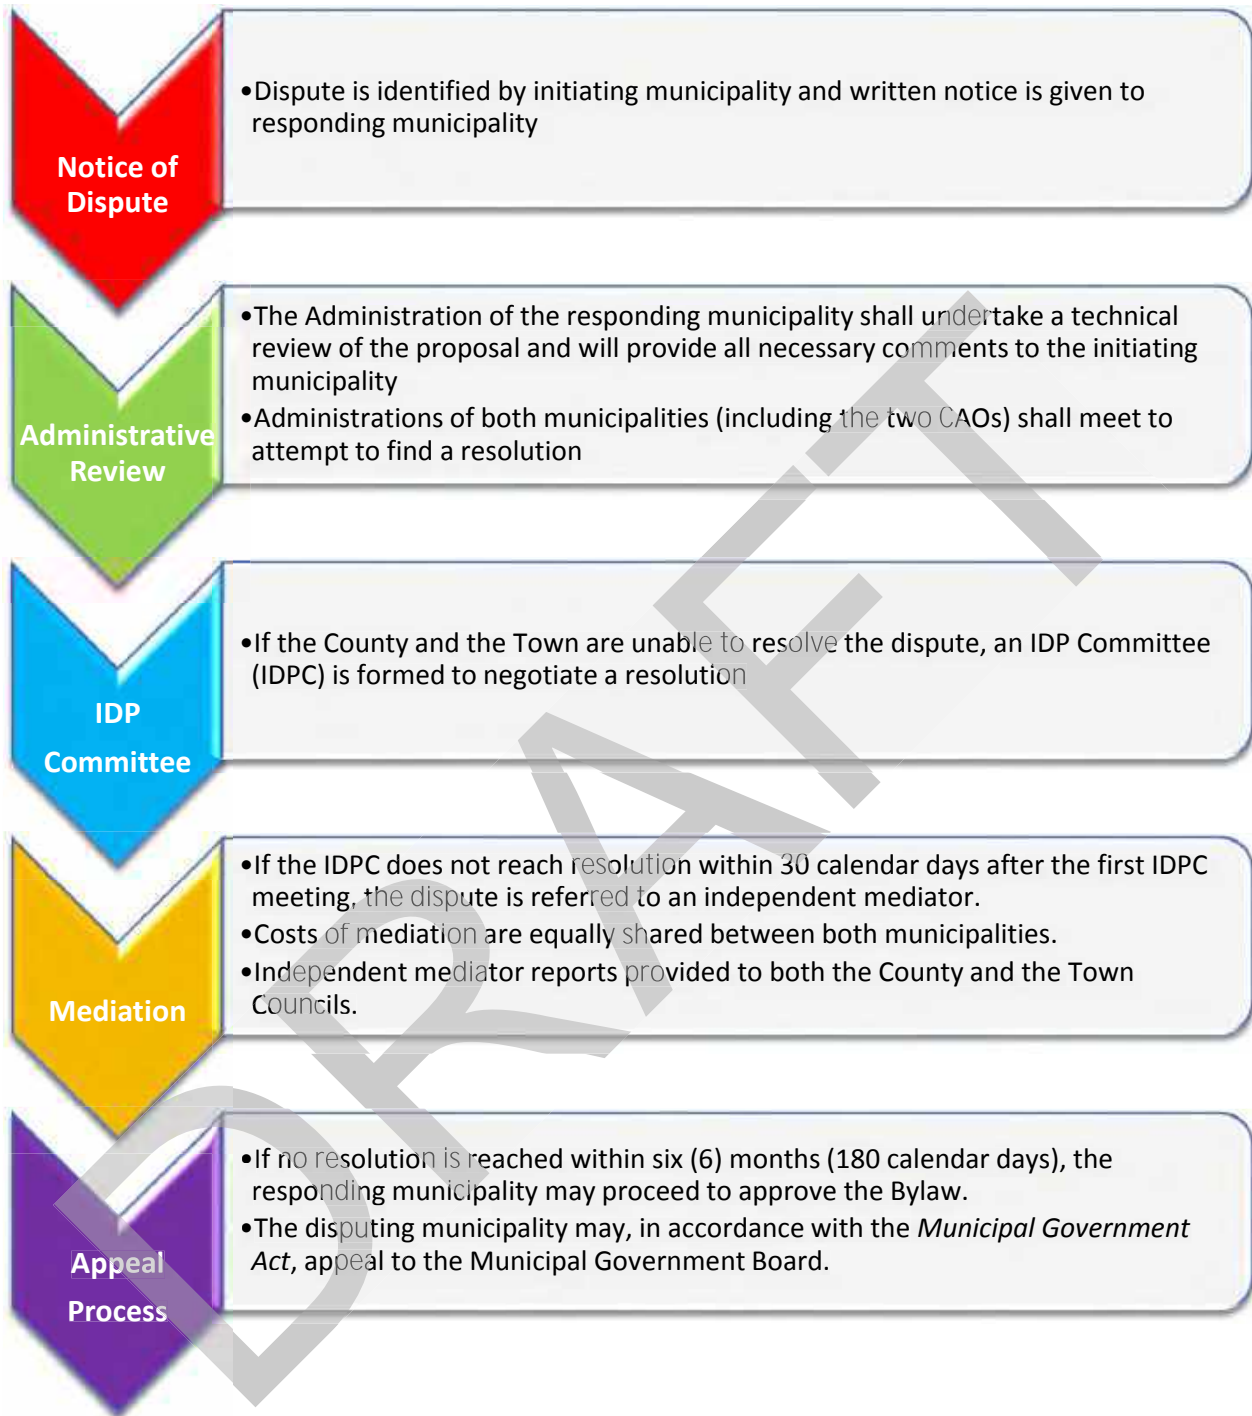 Notice of
Dispute
•Dispute is identified by initiating municipality and written notice is given to
responding municipality
Administrative
Review
•The Administration of the responding municipality shall undertake a technical
review of the proposal and will provide all necessary comments to the initiating
municipality
•Administrations of both municipalities (including the two CAOs) shall meet to
attempt to find a resolution
IDP
Committee
•If the County and the Town are unable to resolve the dispute, an IDP Committee
(IDPC) is formed to negotiate a resolution
Mediation
•If the IDPC does not reach resolution within 30 calendar days after the first IDPC
meeting, the dispute is referred to an independent mediator.
•Costs of mediation are equally shared between both municipalities.
•Independent mediator reports provided to both the County and the Town
Councils.
Appeal
Process
•If no resolution is reached within six (6) months (180 calendar days), the
responding municipality may proceed to approve the Bylaw.
•The disputing municipality may, in accordance with the Municipal Government
Act, appeal to the Municipal Government Board.
DRAFT